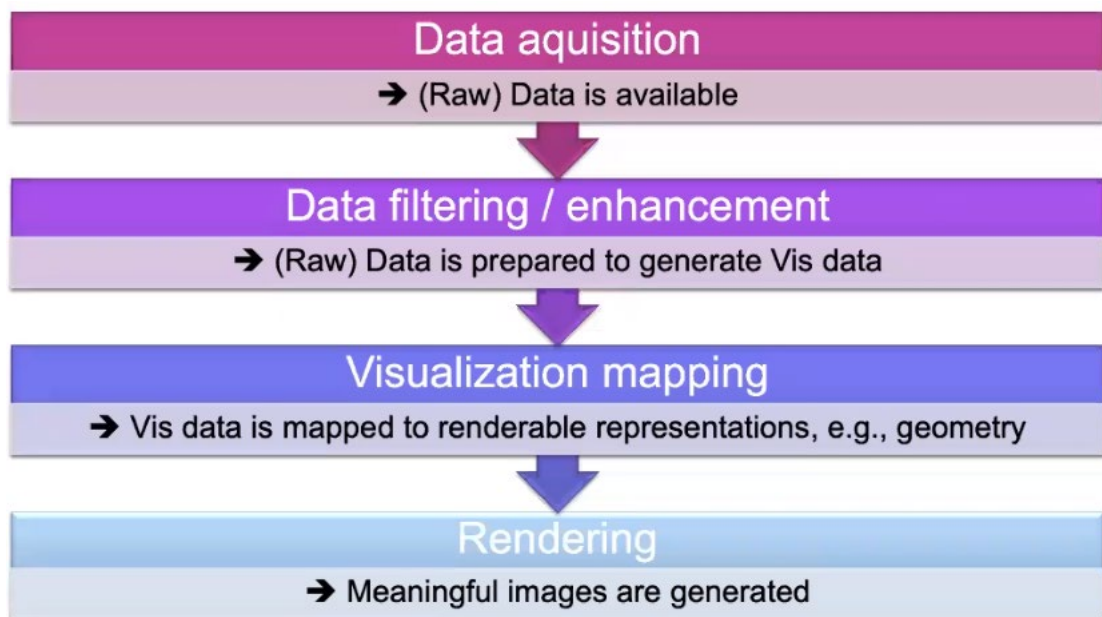 Data aquisition
➔ (Raw) Data is available
Data filtering / enhancement
➔ (Raw) Data is prepared to generate Vis data
Visualization mapping
➔ Vis data is mapped to renderable representations, e.g., geometry
Rendering
➔ Meaningful images are generated